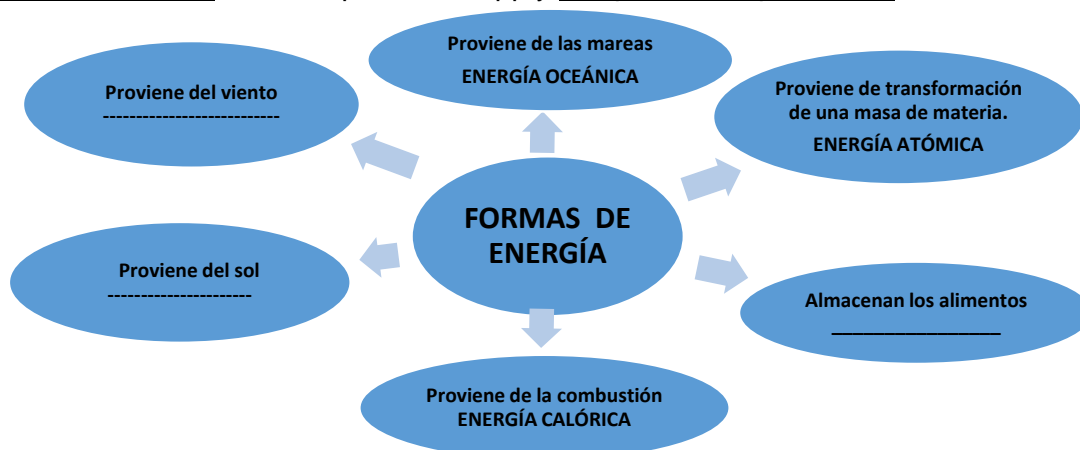 Proviene de las mareas
ENERGÍA OCEÁNICA
Proviene del viento
---------------------------
Proviene de transformación
de una masa de materia.
ENERGÍA ATÓMICA
FORMAS DE
ENERGÍA
Proviene del sol
----------------------
Almacenan los alimentos
__________________
Proviene de la combustión
ENERGÍA CALÓRICA